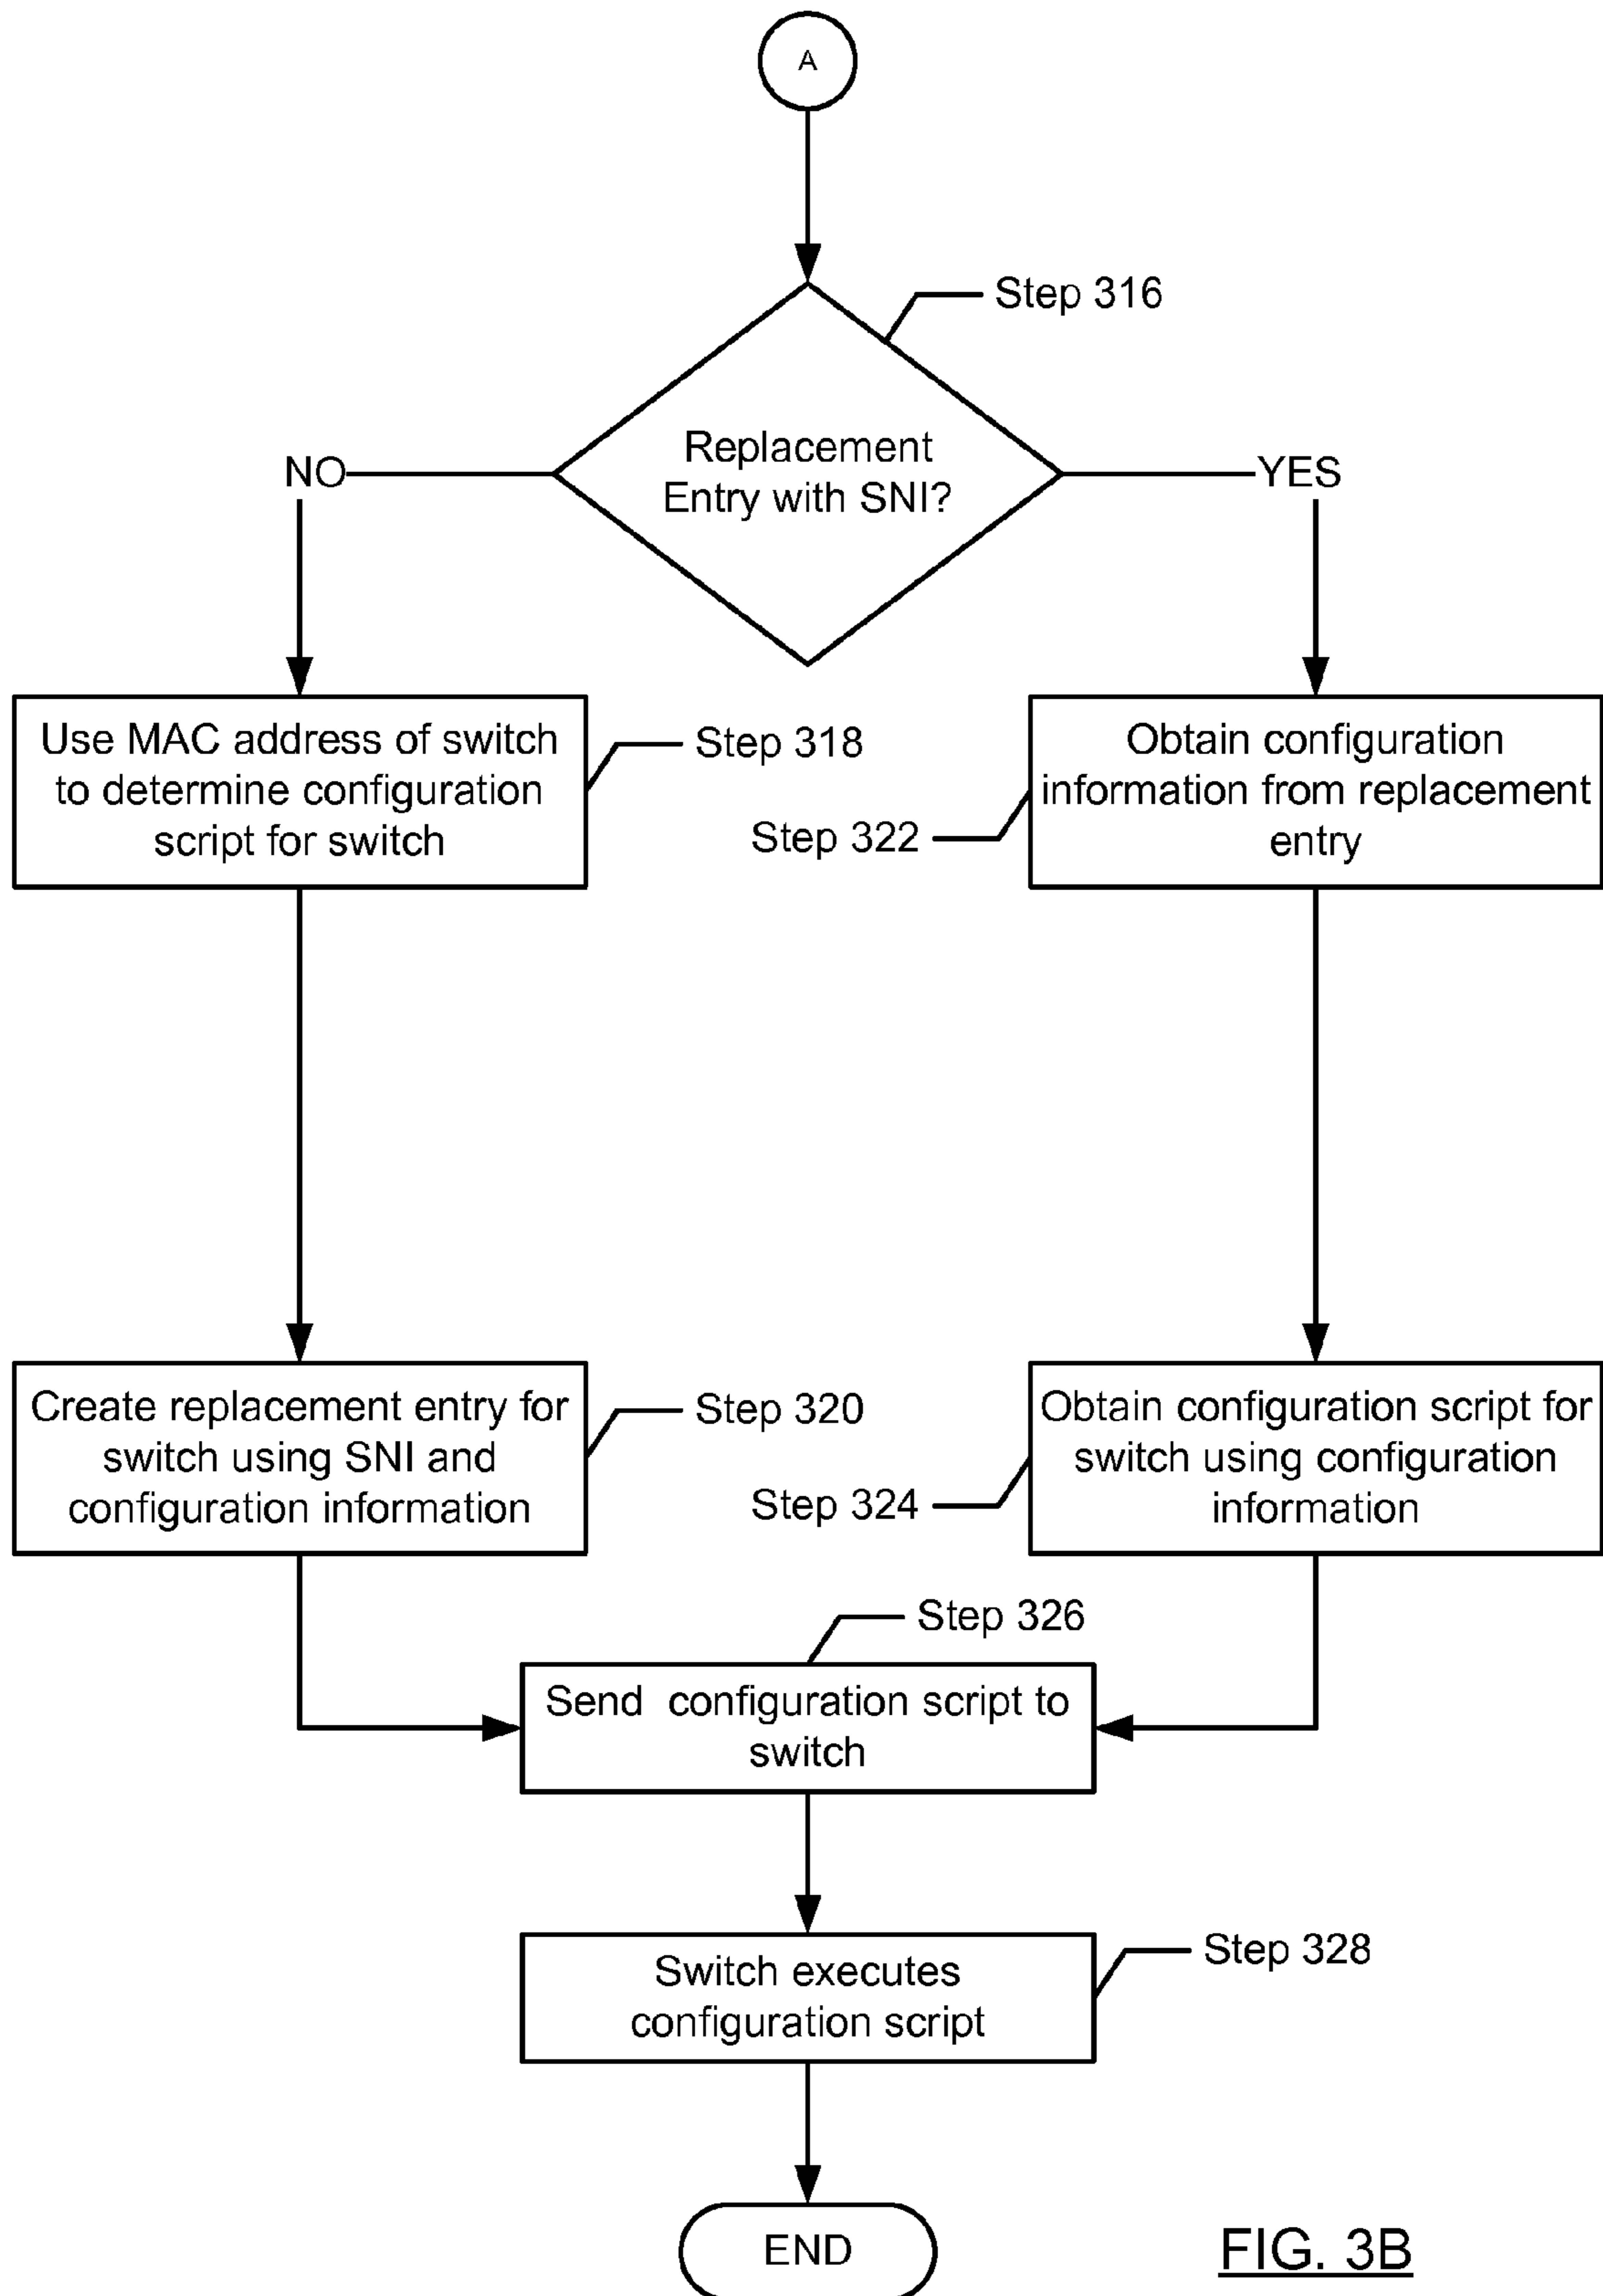 A
Step 316
Replacement
Entry with SNI?
NO
YES
Use MAC address of switch
to determine configuration
script for switch
Step 318
Obtain configuration
information from replacement
entry
Step 322
Create replacement entry for
switch using SNI and
configuration information
Step 320
Obtain configuration script for
switch using configuration
information
Step 324
Step 326
Send configuration script to
switch
Switch executes
configuration script
Step 328
END
FIG. 3B